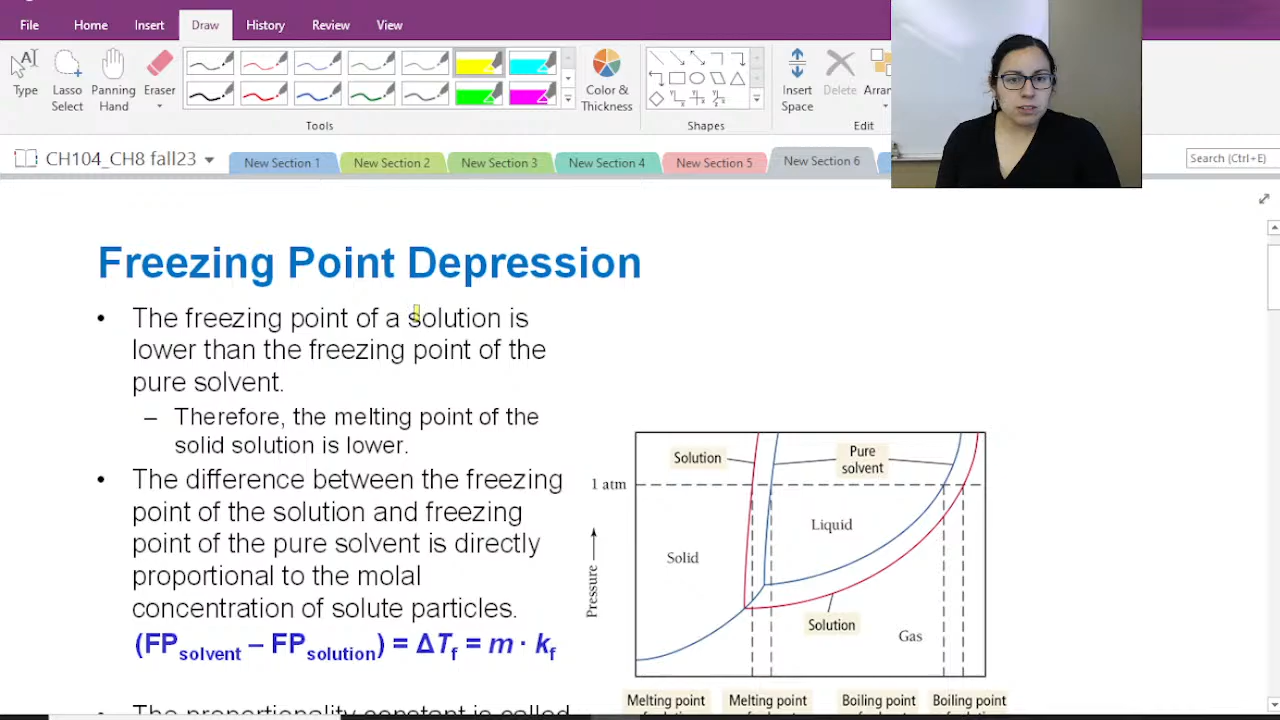 File Home Insert Draw History Review View
Type
Lasso Select
Panning Hand
Eraser
Color & Thickness
Insert Space
Delete
Arran
Tools
Shapes
Edit
CH104_CH8 fall23
New Section 1
New Section 2
New Section 3
New Section 4
New Section 5
New Section 6
Search (Ctrl+E)
Freezing Point Depression
• The freezing point of a solution is
lower than the freezing point of the
pure solvent.
– Therefore, the melting point of the
solid solution is lower.
• The difference between the freezing
point of the solution and freezing
point of the pure solvent is directly
proportional to the molal
concentration of solute particles.
(FPsolvent – FPsolution) = ΔTf = m · kf
The proportionality constant is called
Solution
Pure
solvent
1 atm
Liquid
Solid
Pressure
Solution
Gas
Melting point
Melting point
Boiling point
Boiling point